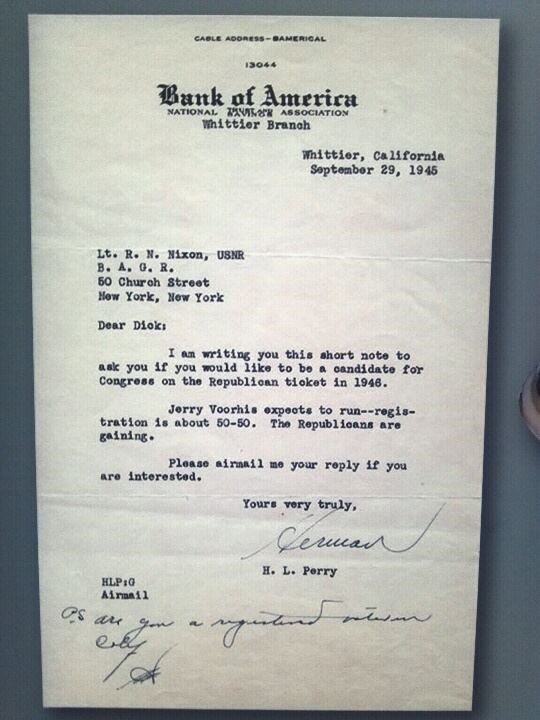 CABLE ADDRESS—BAMERICAL
13044
Bank of America
NATIONAL TRUST AND SAVINGS ASSOCIATION
Whittier Branch
Whittier, California
September 29, 1945
Lt. R. N. Nixon, USNR
B. A. G. R.
50 Church Street
New York, New York
Dear Dick:
I am writing you this short note to
ask you if you would like to be a candidate for
Congress on the Republican ticket in 1946.
Jerry Voorhis expects to run--regis-
tration is about 50-50. The Republicans are
gaining.
Please airmail me your reply if you
are interested.
Yours very truly,
Herman
H. L. Perry
HLP:G
Airmail
P.S are you a registered voter in
Calif